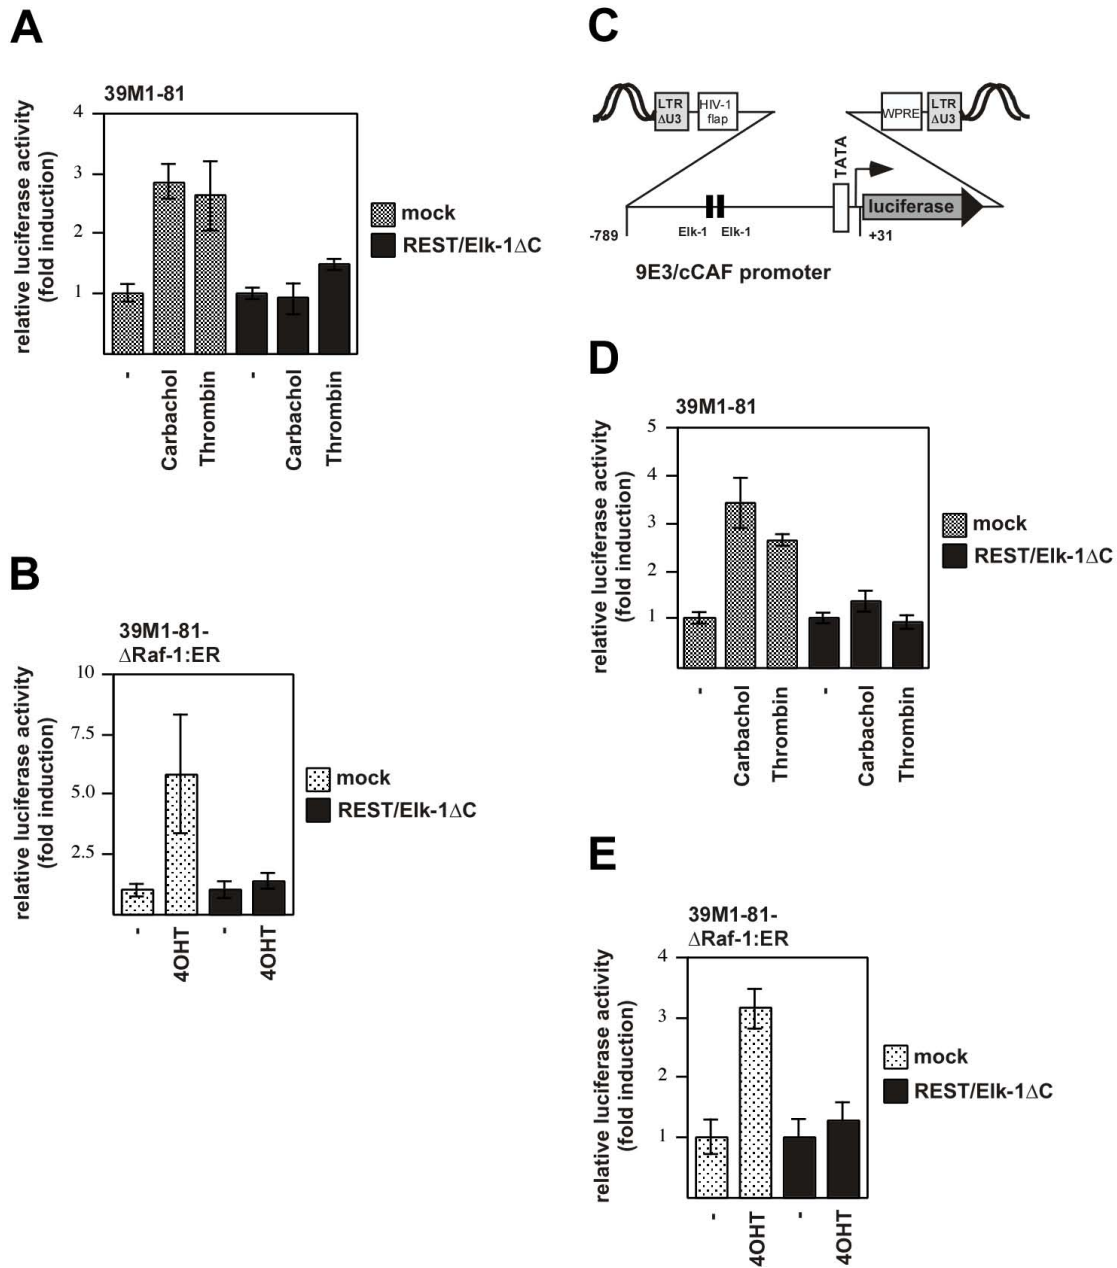 A
39M1-81
relative luciferase activity
(fold induction)
4
3
2
1
-
Carbachol
Thrombin
-
Carbachol
Thrombin
mock
REST/Elk-1ΔC
B
39M1-81-
ΔRaf-1:ER
relative luciferase activity
(fold induction)
10
7.5
5.0
2.5
-
4OHT
-
4OHT
mock
REST/Elk-1ΔC
C
LTR
ΔU3
HIV-1
flap
WPRE
LTR
ΔU3
TATA
luciferase
-789
Elk-1
Elk-1
+31
9E3/cCAF promoter
D
39M1-81
relative luciferase activity
(fold induction)
5
4
3
2
1
-
Carbachol
Thrombin
-
Carbachol
Thrombin
mock
REST/Elk-1ΔC
E
39M1-81-
ΔRaf-1:ER
relative luciferase activity
(fold induction)
4
3
2
1
-
4OHT
-
4OHT
mock
REST/Elk-1ΔC